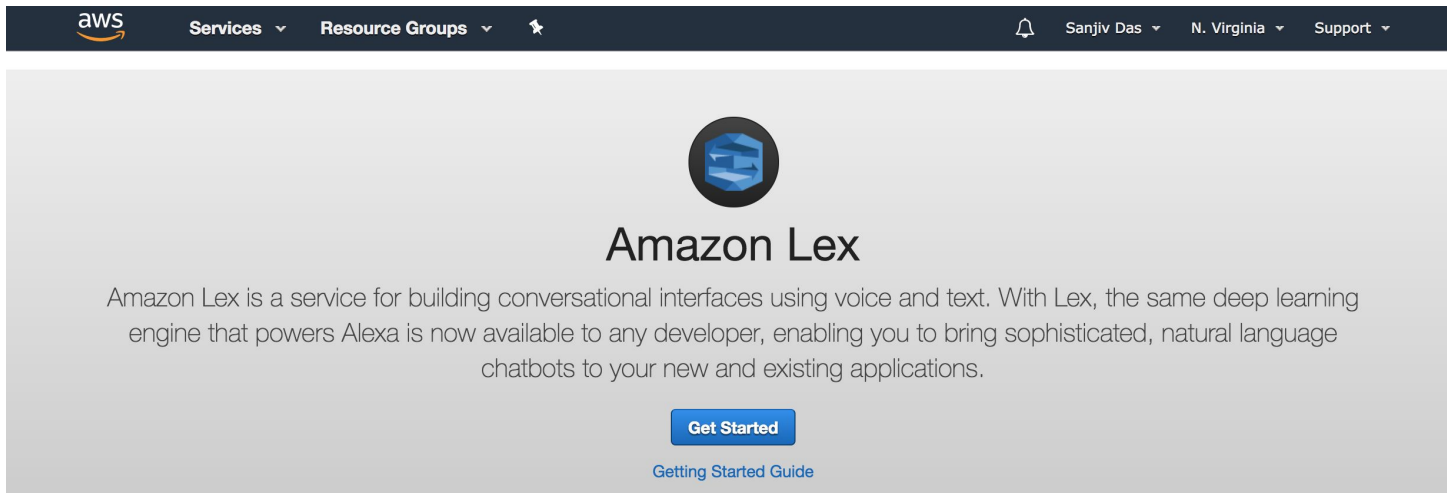 aws Services Resource Groups Sanjiv Das N. Virginia Support
Amazon Lex
Amazon Lex is a service for building conversational interfaces using voice and text. With Lex, the same deep learning
engine that powers Alexa is now available to any developer, enabling you to bring sophisticated, natural language
chatbots to your new and existing applications.
Get Started
Getting Started Guide